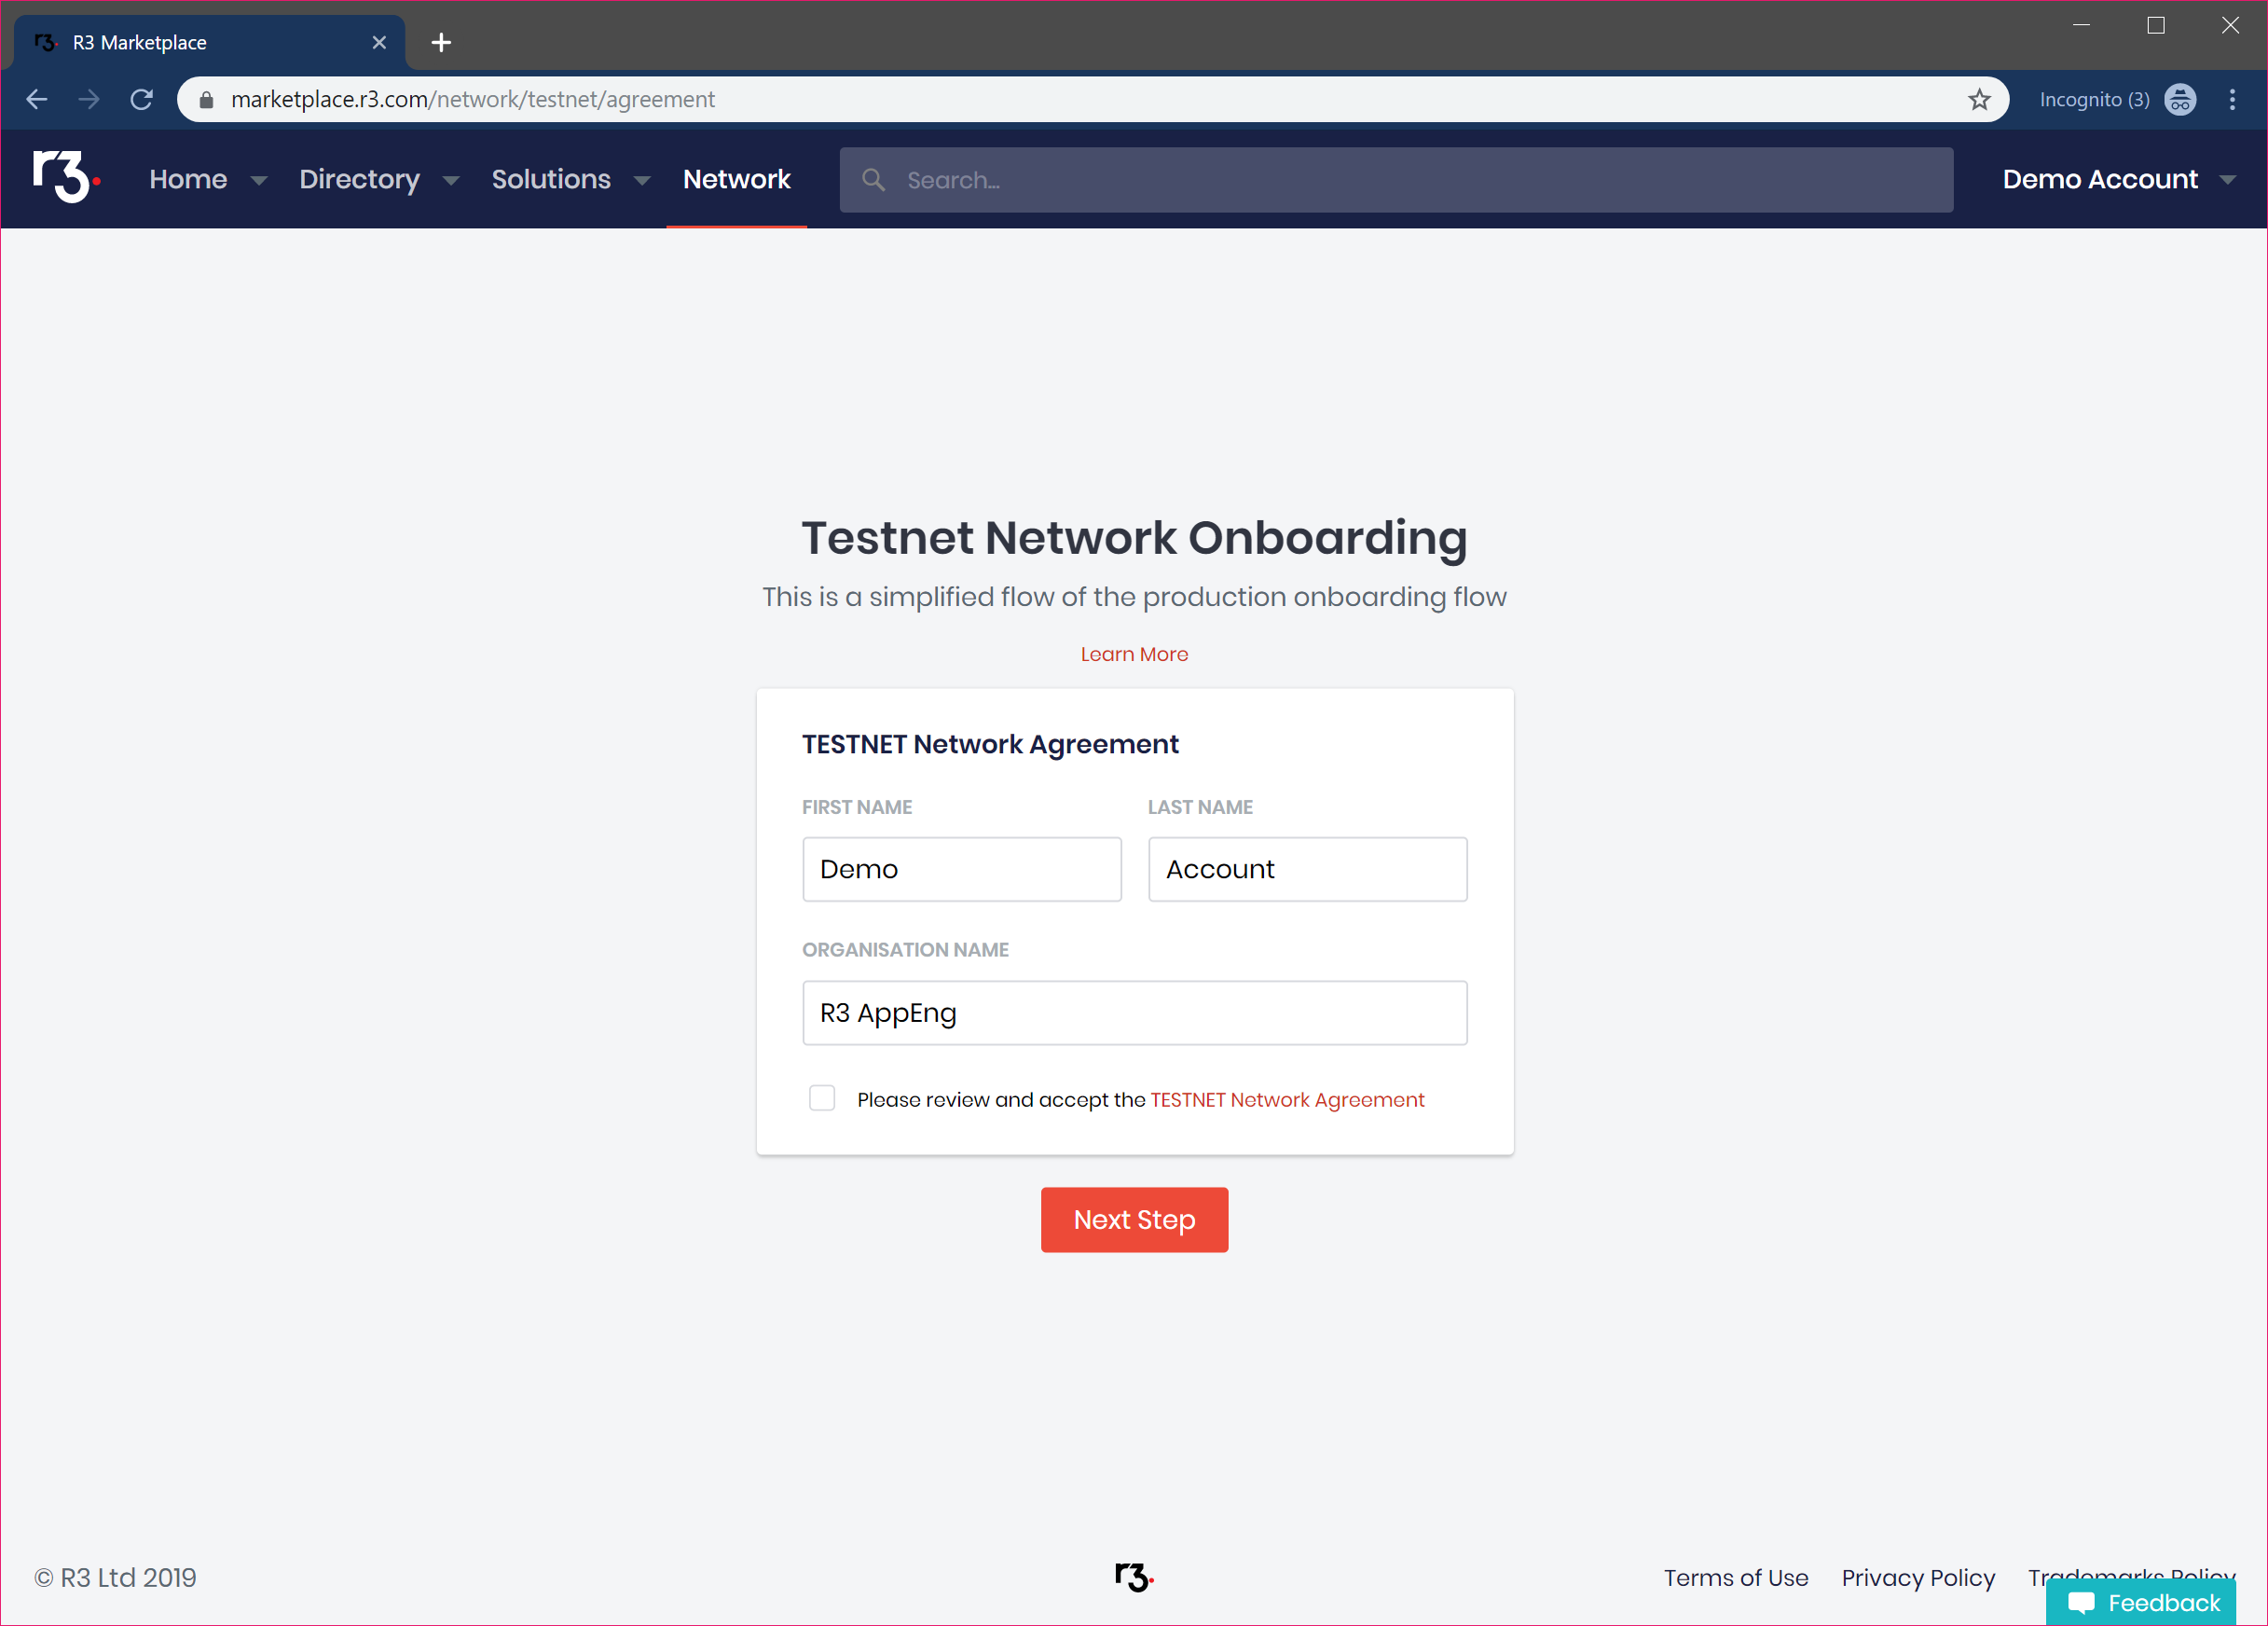 r3. R3 Marketplace
marketplace.r3.com/network/testnet/agreement
Incognito (3)
r3.
Home
Directory
Solutions
Network
Search...
Demo Account
Testnet Network Onboarding
This is a simplified flow of the production onboarding flow
Learn More
TESTNET Network Agreement
FIRST NAME
LAST NAME
Demo
Account
ORGANISATION NAME
R3 AppEng
Please review and accept the TESTNET Network Agreement
Next Step
© R3 Ltd 2019
r3.
Terms of Use
Privacy Policy
Trademarks Policy
Feedback